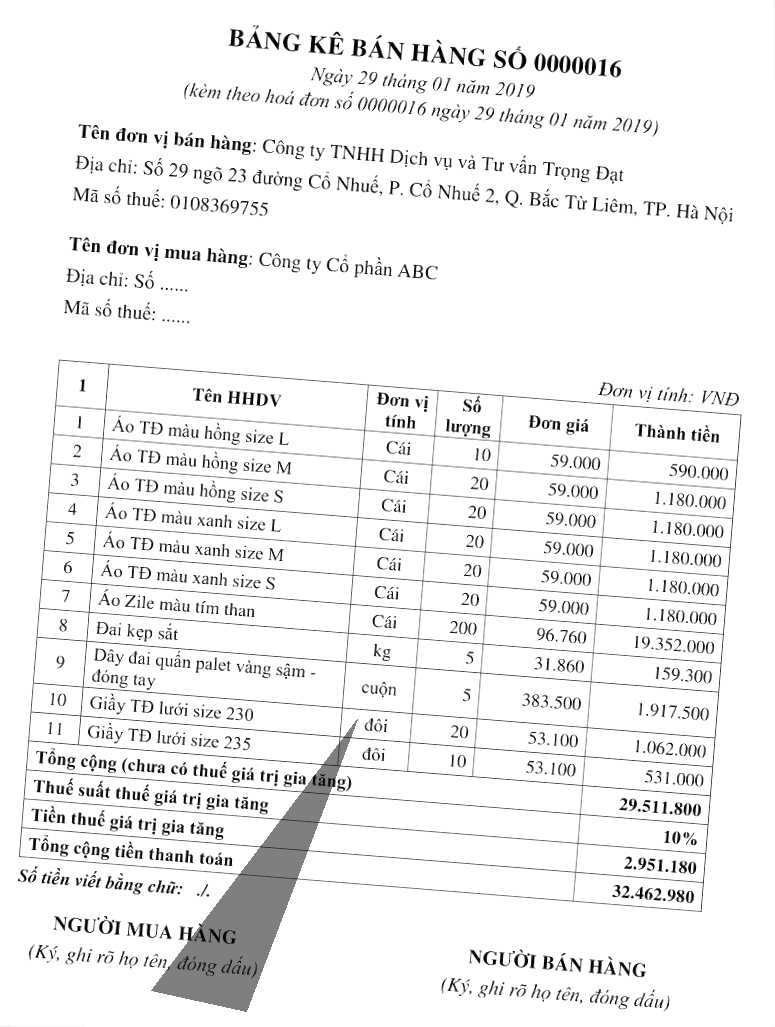 BẢNG KÊ BÁN HÀNG SỐ 0000016
Ngày 29 tháng 01 năm 2019
(kèm theo hoá đơn số 0000016 ngày 29 tháng 01 năm 2019)
Tên đơn vị bán hàng: Công ty TNHH Dịch vụ và Tư vấn Trọng Đạt
Địa chỉ: Số 29 ngõ 23 đường Cổ Nhuế, P. Cổ Nhuế 2, Q. Bắc Từ Liêm, TP. Hà Nội
Mã số thuế: 0108369755
Tên đơn vị mua hàng: Công ty Cổ phần ABC
Địa chỉ: Số ......
Mã số thuế: ......
Đơn vị tính: VNĐ
1 Tên HHDV Đơn vị tính Số lượng Đơn giá Thành tiền
1 Áo TĐ màu hồng size L Cái 10 59.000 590.000
2 Áo TĐ màu hồng size M Cái 20 59.000 1.180.000
3 Áo TĐ màu hồng size S Cái 20 59.000 1.180.000
4 Áo TĐ màu xanh size L Cái 20 59.000 1.180.000
5 Áo TĐ màu xanh size M Cái 20 59.000 1.180.000
6 Áo TĐ màu xanh size S Cái 20 59.000 1.180.000
7 Áo Zile màu tím than Cái 200 96.760 19.352.000
8 Đai kẹp sắt kg 5 31.860 159.300
9 Dây đai quấn palet vàng sậm - đóng tay cuộn 5 383.500 1.917.500
10 Giầy TĐ lưới size 230 đôi 20 53.100 1.062.000
11 Giầy TĐ lưới size 235 đôi 10 53.100 531.000
Tổng cộng (chưa có thuế giá trị gia tăng) 29.511.800
Thuế suất thuế giá trị gia tăng 10%
Tiền thuế giá trị gia tăng 2.951.180
Tổng cộng tiền thanh toán 32.462.980
Số tiền viết bằng chữ: ./.
NGƯỜI MUA HÀNG
(Ký, ghi rõ họ tên, đóng dấu)
NGƯỜI BÁN HÀNG
(Ký, ghi rõ họ tên, đóng dấu)